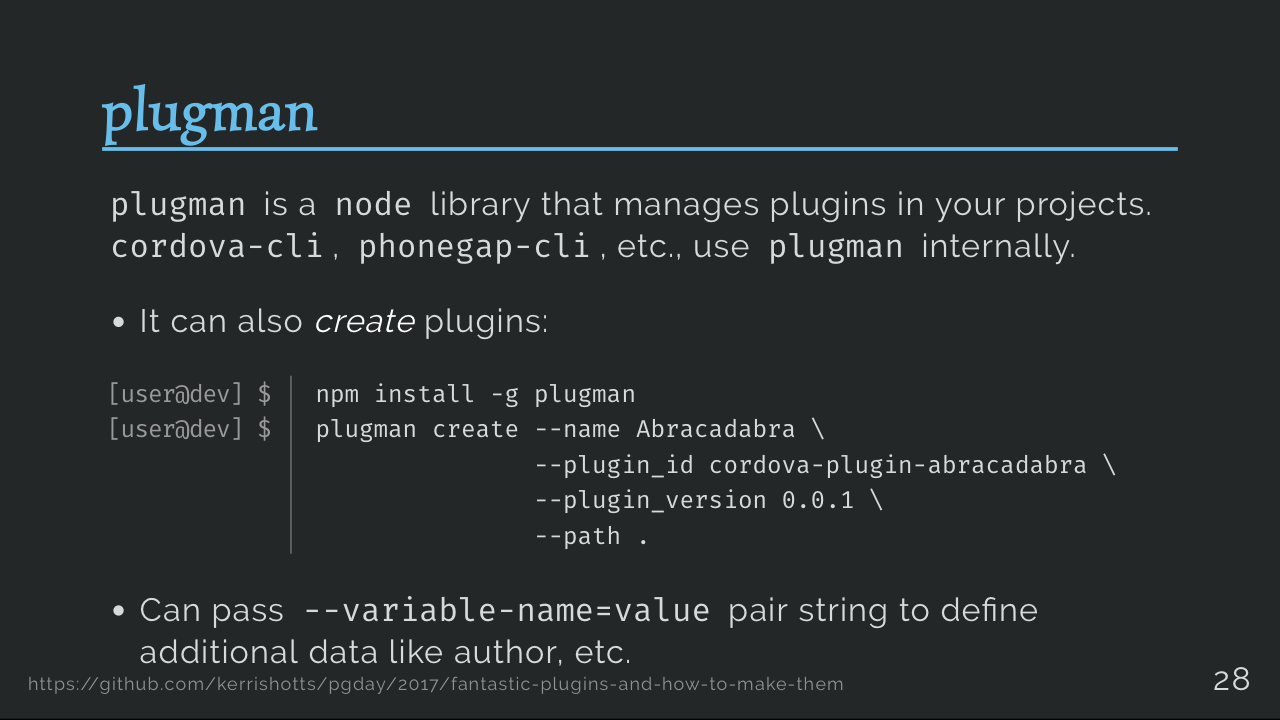 plugman
plugman is a node library that manages plugins in your projects.
cordova-cli, phonegap-cli, etc., use plugman internally.
• It can also create plugins:
[user@dev] $ npm install -g plugman
[user@dev] $ plugman create --name Abracadabra \
--plugin_id cordova-plugin-abracadabra \
--plugin_version 0.0.1 \
--path .
• Can pass --variable-name=value pair string to define
additional data like author, etc.
https://github.com/kerrishotts/pgday/2017/fantastic-plugins-and-how-to-make-them
28